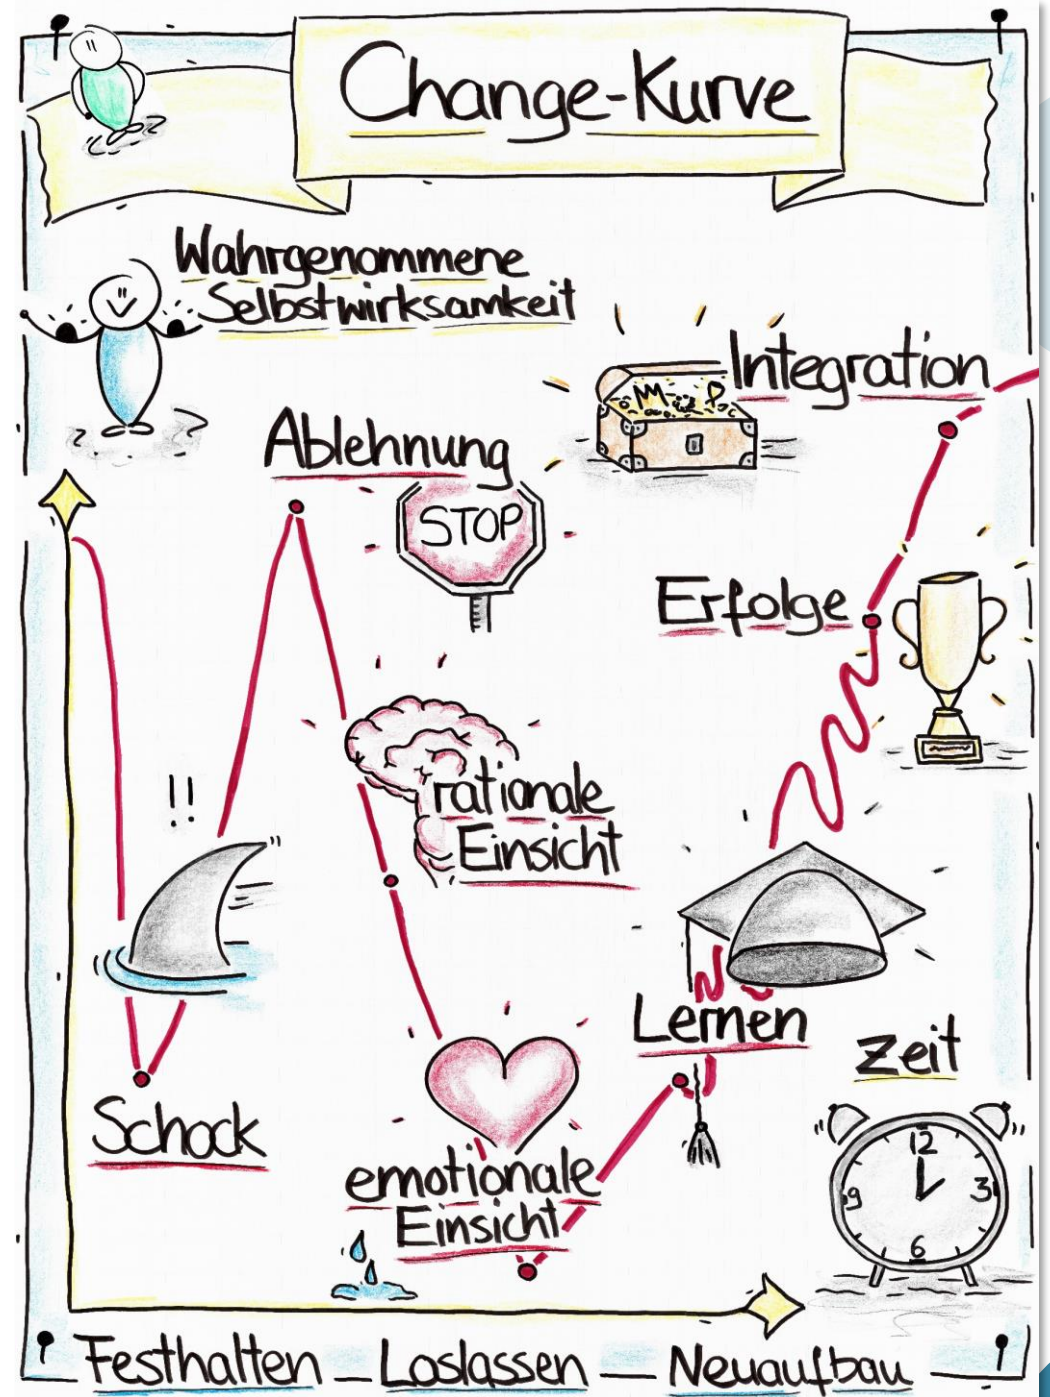 Change-Kurve
Wahrgenommene
Selbstwirksamkeit
Integration
Ablehnung
STOP
Erfolge
!!
rationale
Einsicht
Lernen
Zeit
Schock
emotionale
Einsicht
12
9
3
6
Festhalten — Loslassen — Neuaufbau